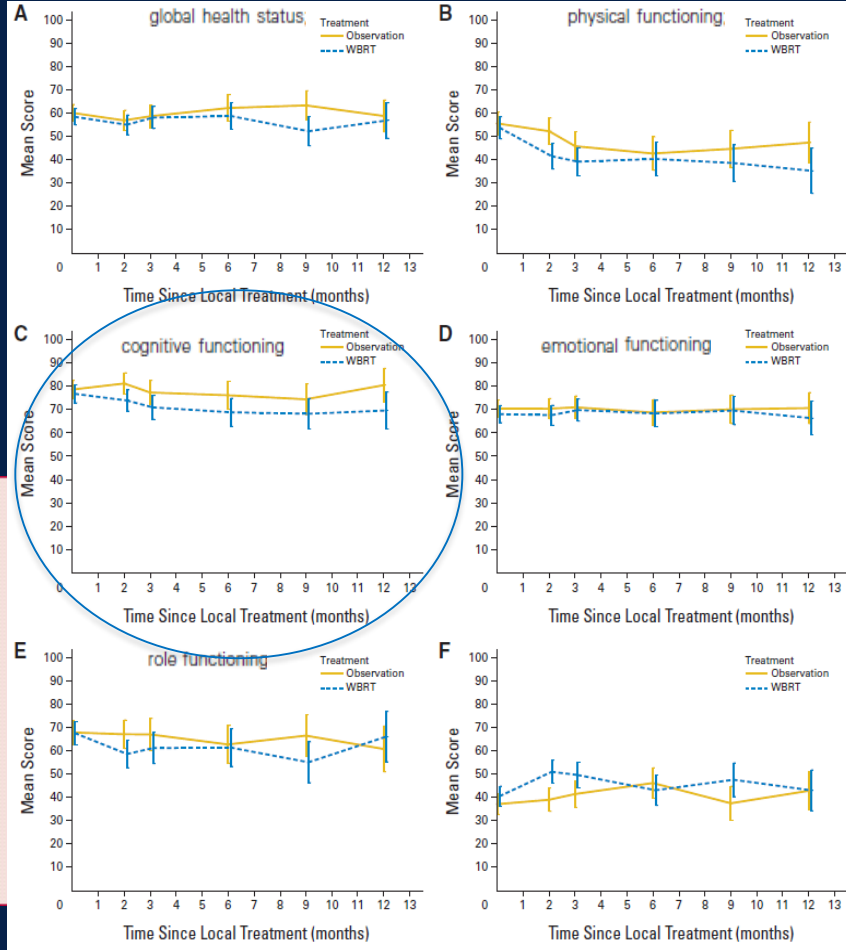 A
global health status,
Treatment
Observation
WBRT
Mean Score
100
90
80
70
60
50
40
30
20
10
0 1 2 3 4 5 6 7 8 9 10 11 12 13
Time Since Local Treatment (months)
B
physical functioning,
Treatment
Observation
WBRT
Mean Score
100
90
80
70
60
50
40
30
20
10
0 1 2 3 4 5 6 7 8 9 10 11 12 13
Time Since Local Treatment (months)
C
cognitive functioning
Treatment
Observation
WBRT
Mean Score
100
90
80
70
60
50
40
30
20
10
0 1 2 3 4 5 6 7 8 9 10 11 12 13
Time Since Local Treatment (months)
D
emotional functioning
Treatment
Observation
WBRT
Mean Score
100
90
80
70
60
50
40
30
20
10
0 1 2 3 4 5 6 7 8 9 10 11 12 13
Time Since Local Treatment (months)
E
role functioning
Treatment
Observation
WBRT
Mean Score
100
90
80
70
60
50
40
30
20
10
0 1 2 3 4 5 6 7 8 9 10 11 12 13
Time Since Local Treatment (months)
F
Treatment
Observation
WBRT
Mean Score
100
90
80
70
60
50
40
30
20
10
0 1 2 3 4 5 6 7 8 9 10 11 12 13
Time Since Local Treatment (months)